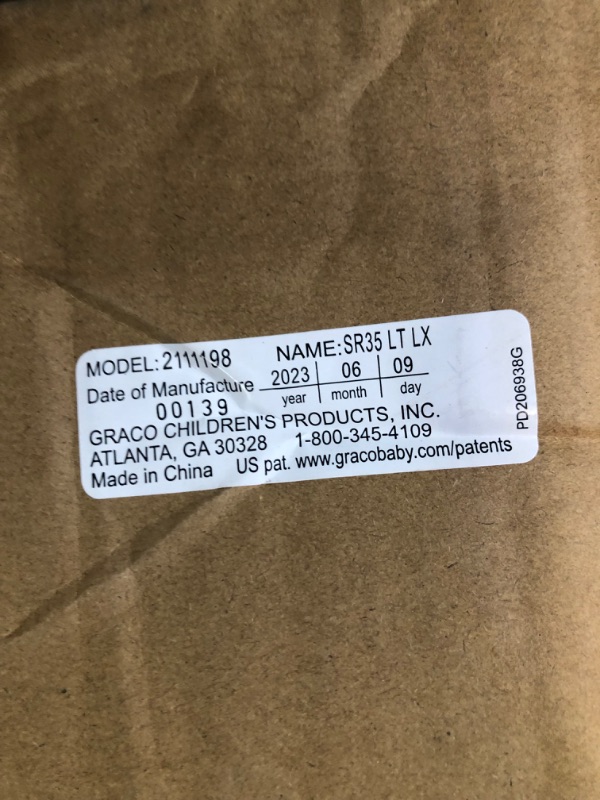 MODEL: 2111198 NAME: SR35 LT LX
Date of Manufacture 2023 06 09
00139 year month day
GRACO CHILDREN'S PRODUCTS, INC.
ATLANTA, GA 30328 1-800-345-4109
Made in China US pat. www.gracobaby.com/patents
PD206938G